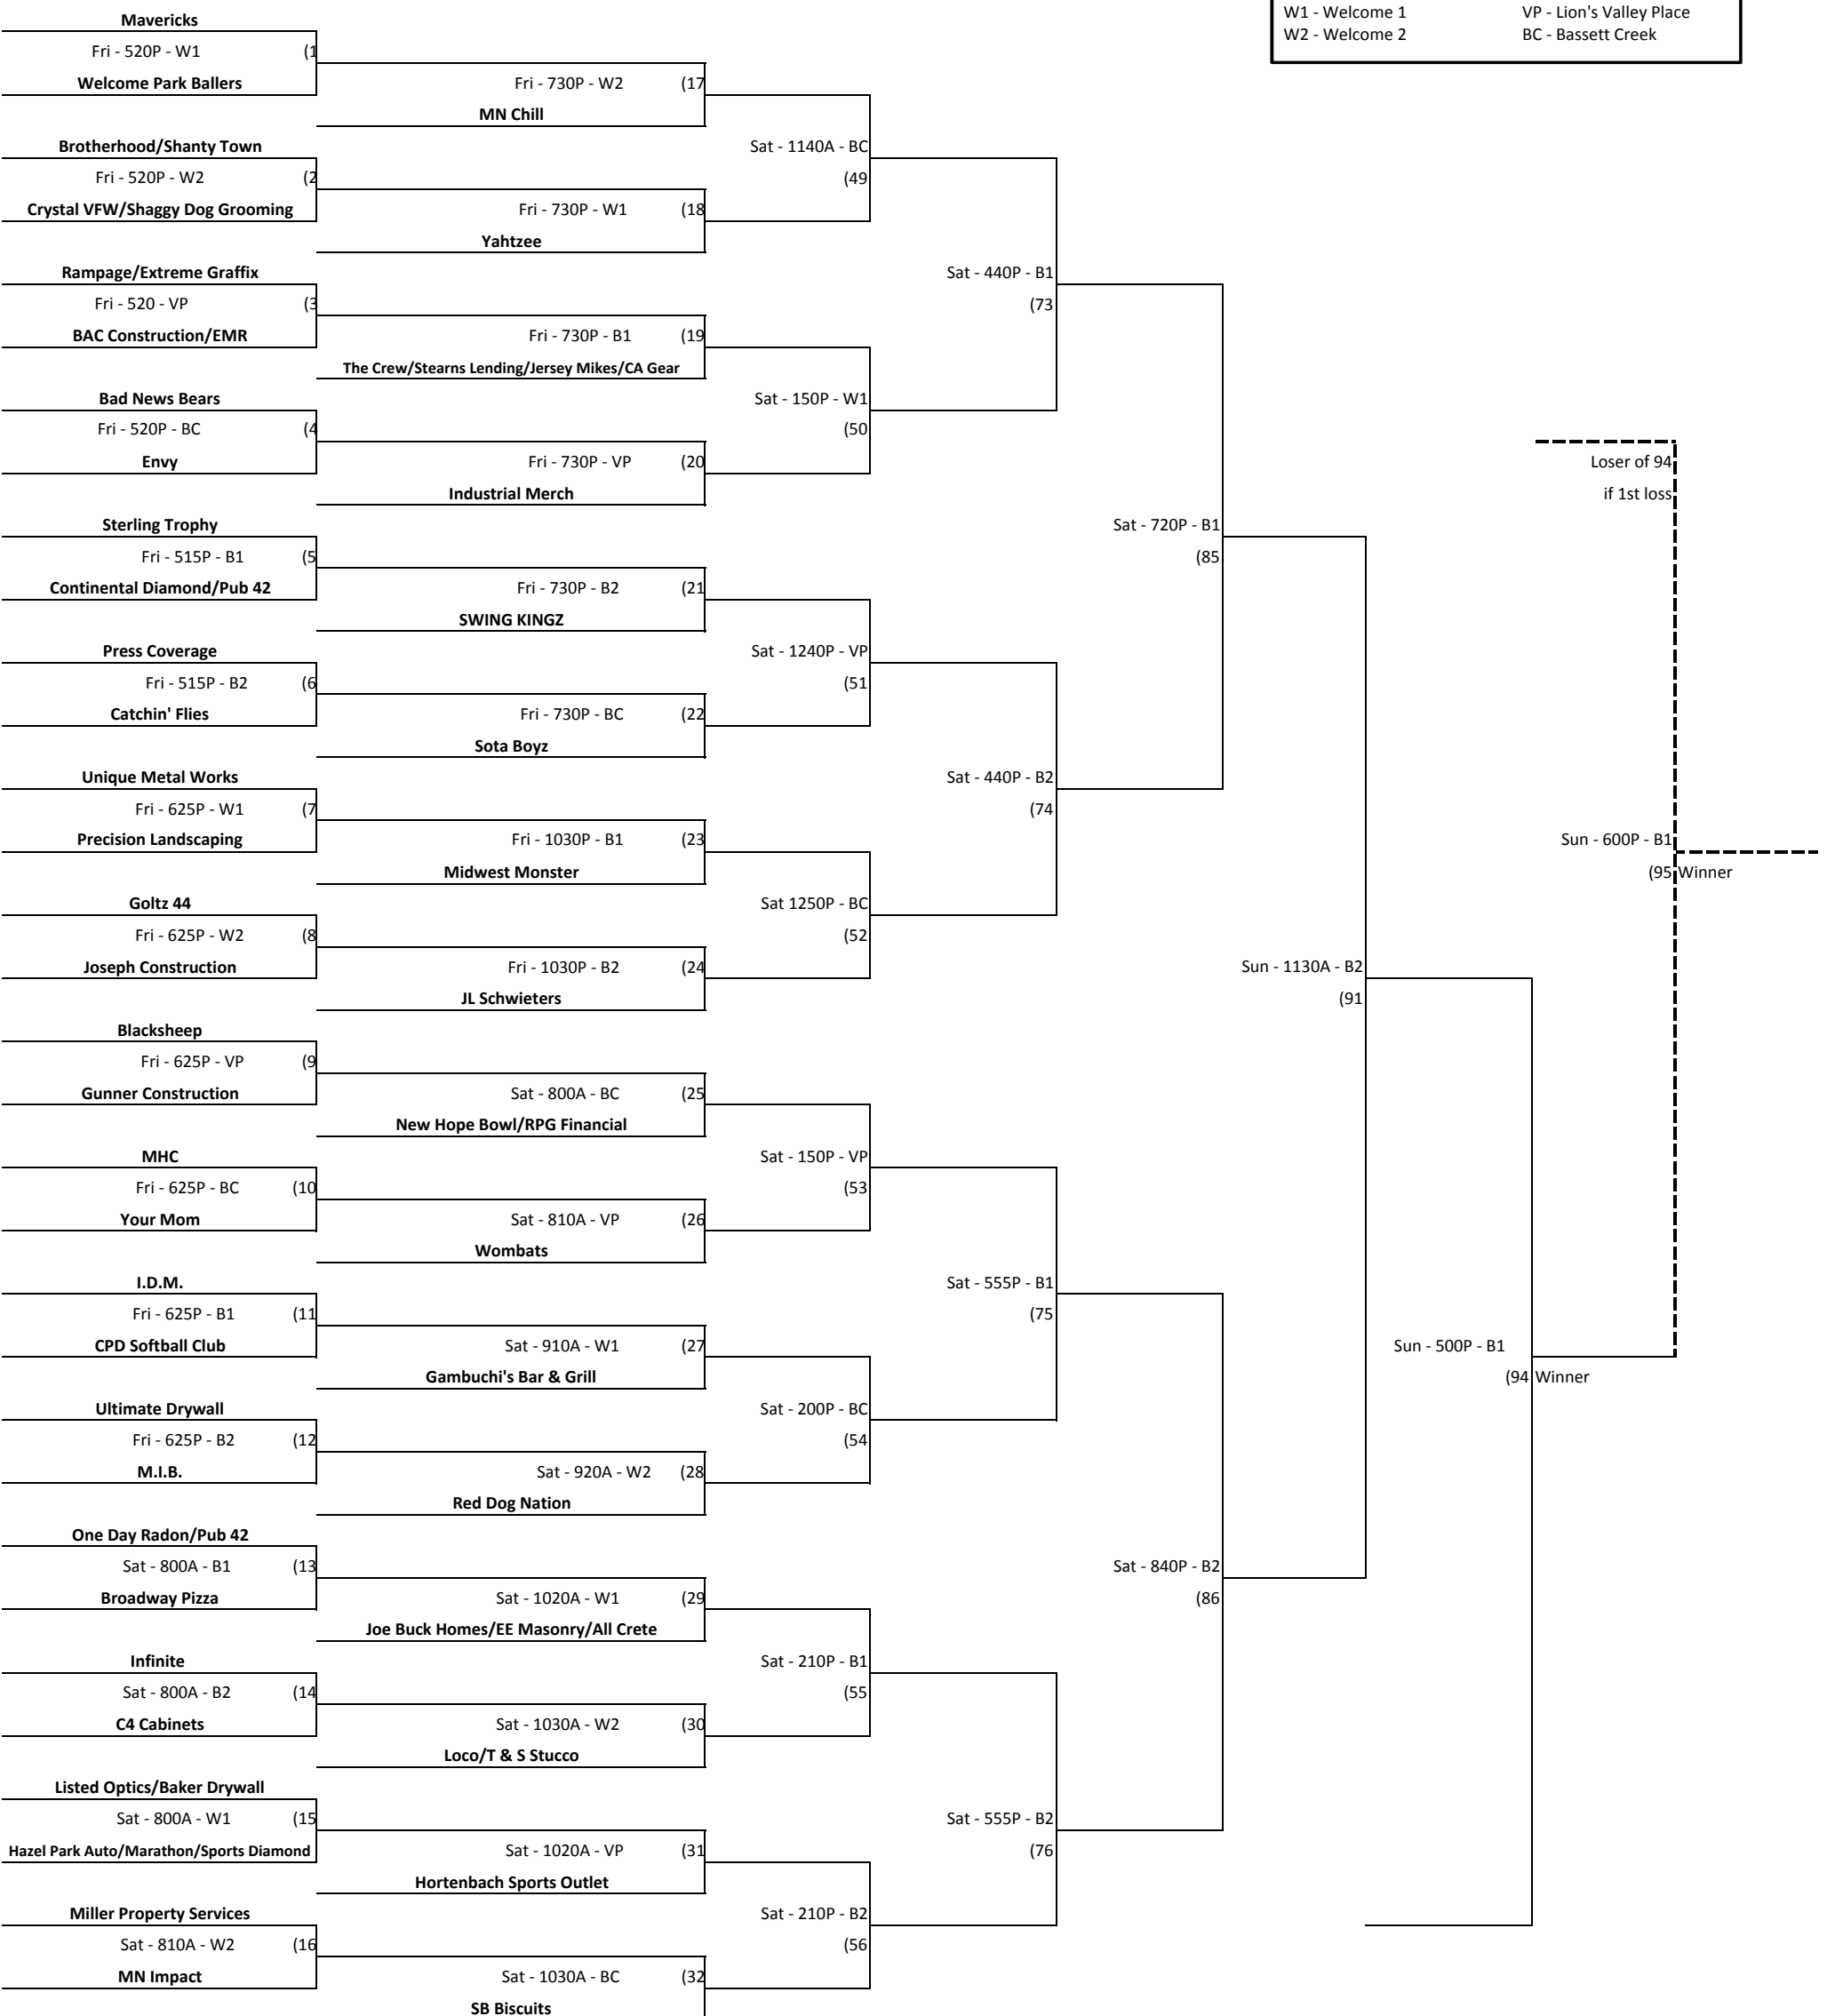 W1 - Welcome 1 VP - Lion's Valley Place
W2 - Welcome 2 BC - Bassett Creek
Mavericks
Fri - 520P - W1 (1
Welcome Park Ballers
Fri - 730P - W2 (17
MN Chill
Brotherhood/Shanty Town
Sat - 1140A - BC
Fri - 520P - W2 (2
(49
Crystal VFW/Shaggy Dog Grooming
Fri - 730P - W1 (18
Yahtzee
Rampage/Extreme Graffix
Sat - 440P - B1
Fri - 520 - VP (3
(73
BAC Construction/EMR
Fri - 730P - B1 (19
The Crew/Stearns Lending/Jersey Mikes/CA Gear
Bad News Bears
Sat - 150P - W1
Fri - 520P - BC (4
(50
Envy
Fri - 730P - VP (20
Loser of 94
Industrial Merch
if 1st loss
Sterling Trophy
Sat - 720P - B1
Fri - 515P - B1 (5
(85
Continental Diamond/Pub 42
Fri - 730P - B2 (21
SWING KINGZ
Press Coverage
Sat - 1240P - VP
Fri - 515P - B2 (6
(51
Catchin' Flies
Fri - 730P - BC (22
Sota Boyz
Unique Metal Works
Sat - 440P - B2
Fri - 625P - W1 (7
(74
Precision Landscaping
Fri - 1030P - B1 (23
Sun - 600P - B1
Midwest Monster
(95 Winner
Goltz 44
Sat 1250P - BC
Fri - 625P - W2 (8
(52
Joseph Construction
Fri - 1030P - B2 (24
Sun - 1130A - B2
JL Schwieters
(91
Blacksheep
Fri - 625P - VP (9
Gunner Construction
Sat - 800A - BC (25
New Hope Bowl/RPG Financial
MHC
Sat - 150P - VP
Fri - 625P - BC (10
(53
Your Mom
Sat - 810A - VP (26
Wombats
I.D.M.
Sat - 555P - B1
Fri - 625P - B1 (11
(75
CPD Softball Club
Sat - 910A - W1 (27
Sun - 500P - B1
Gambuchi's Bar & Grill
(94 Winner
Ultimate Drywall
Sat - 200P - BC
Fri - 625P - B2 (12
(54
M.I.B.
Sat - 920A - W2 (28
Red Dog Nation
One Day Radon/Pub 42
Sat - 840P - B2
Sat - 800A - B1 (13
(86
Broadway Pizza
Sat - 1020A - W1 (29
Joe Buck Homes/EE Masonry/All Crete
Infinite
Sat - 210P - B1
Sat - 800A - B2 (14
(55
C4 Cabinets
Sat - 1030A - W2 (30
Loco/T & S Stucco
Listed Optics/Baker Drywall
Sat - 555P - B2
Sat - 800A - W1 (15
(76
Hazel Park Auto/Marathon/Sports Diamond
Sat - 1020A - VP (31
Hortenbach Sports Outlet
Miller Property Services
Sat - 210P - B2
Sat - 810A - W2 (16
(56
MN Impact
Sat - 1030A - BC (32
SB Biscuits